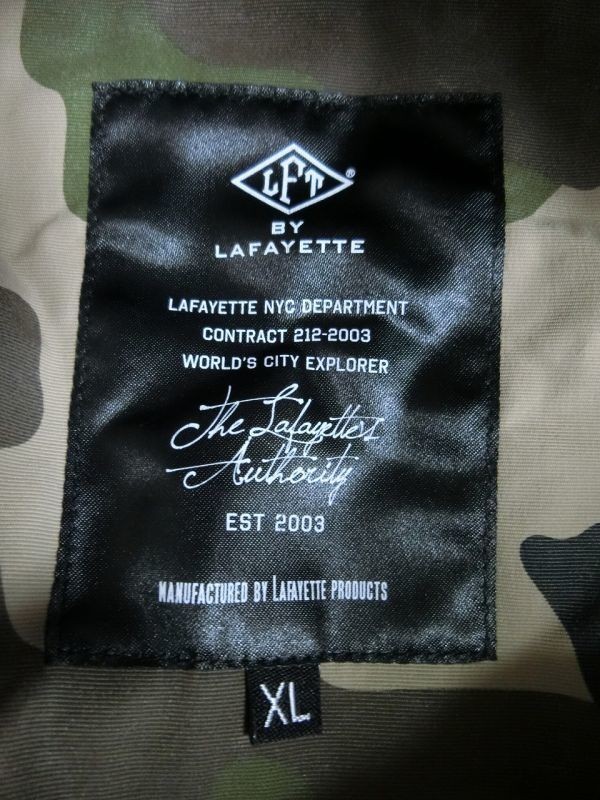 LFT®
BY
LAFAYETTE
LAFAYETTE NYC DEPARTMENT
CONTRACT 212-2003
WORLD'S CITY EXPLORER
The Lafayetters
Authority
EST 2003
MANUFACTURED BY LAFAYETTE PRODUCTS
XL